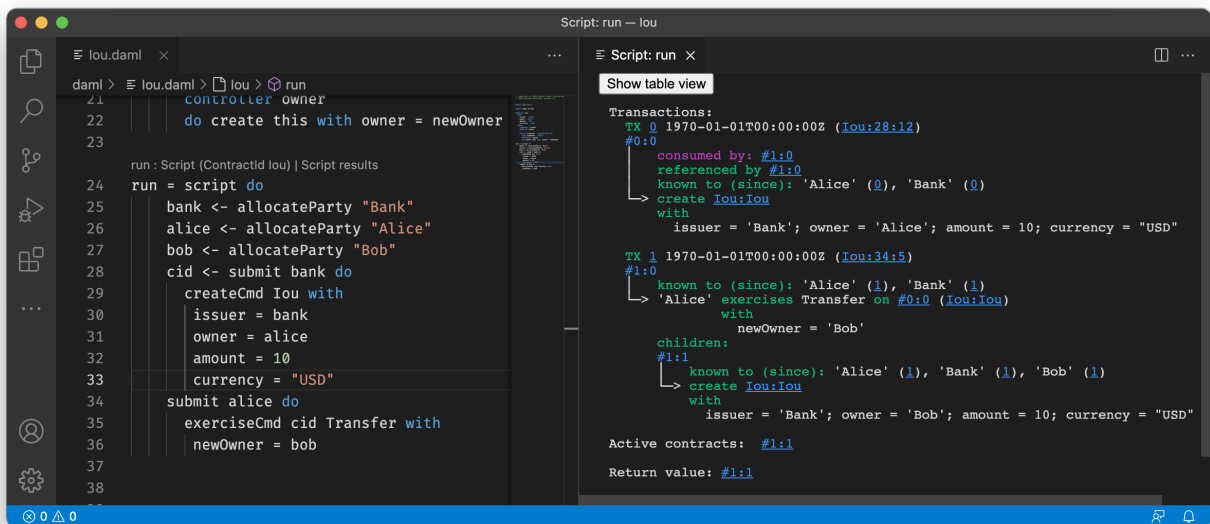 Script: run — Iou
Iou.daml
daml > Iou.daml > Iou > run
21 controller owner
22 do create this with owner = newOwner
23
run : Script (ContractId Iou) | Script results
24 run = script do
25 bank <- allocateParty "Bank"
26 alice <- allocateParty "Alice"
27 bob <- allocateParty "Bob"
28 cid <- submit bank do
29 createCmd Iou with
30 issuer = bank
31 owner = alice
32 amount = 10
33 currency = "USD"
34 submit alice do
35 exerciseCmd cid Transfer with
36 newOwner = bob
37
38
Script: run
Show table view
Transactions:
TX 0 1970-01-01T00:00:00Z (Iou:28:12)
#0:0
consumed by: #1:0
referenced by #1:0
known to (since): 'Alice' (0), 'Bank' (0)
create Iou:Iou
with
issuer = 'Bank'; owner = 'Alice'; amount = 10; currency = "USD"
TX 1 1970-01-01T00:00:00Z (Iou:34:5)
#1:0
known to (since): 'Alice' (1), 'Bank' (1)
'Alice' exercises Transfer on #0:0 (Iou:Iou)
with
newOwner = 'Bob'
children:
#1:1
known to (since): 'Alice' (1), 'Bank' (1), 'Bob' (1)
create Iou:Iou
with
issuer = 'Bank'; owner = 'Bob'; amount = 10; currency = "USD"
Active contracts: #1:1
Return value: #1:1
0 0